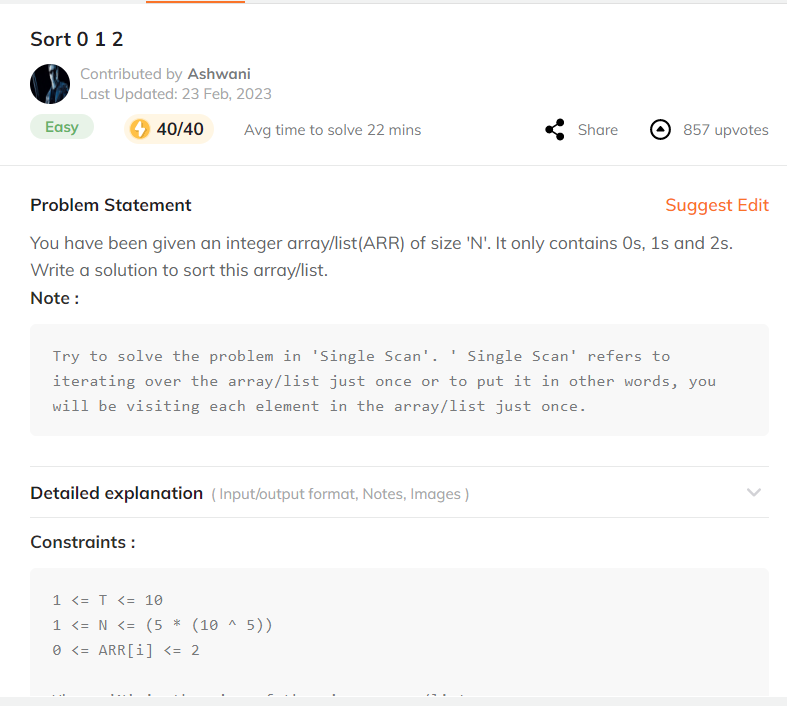 Sort 0 1 2
Contributed by Ashwani
Last Updated: 23 Feb, 2023
Easy
40/40
Avg time to solve 22 mins
Share
857 upvotes
Problem Statement
Suggest Edit
You have been given an integer array/list(ARR) of size 'N'. It only contains 0s, 1s and 2s.
Write a solution to sort this array/list.
Note :
Try to solve the problem in 'Single Scan'. ' Single Scan' refers to
iterating over the array/list just once or to put it in other words, you
will be visiting each element in the array/list just once.
Detailed explanation ( Input/output format, Notes, Images )
Constraints :
1 <= T <= 10
1 <= N <= (5 * (10 ^ 5))
0 <= ARR[i] <= 2